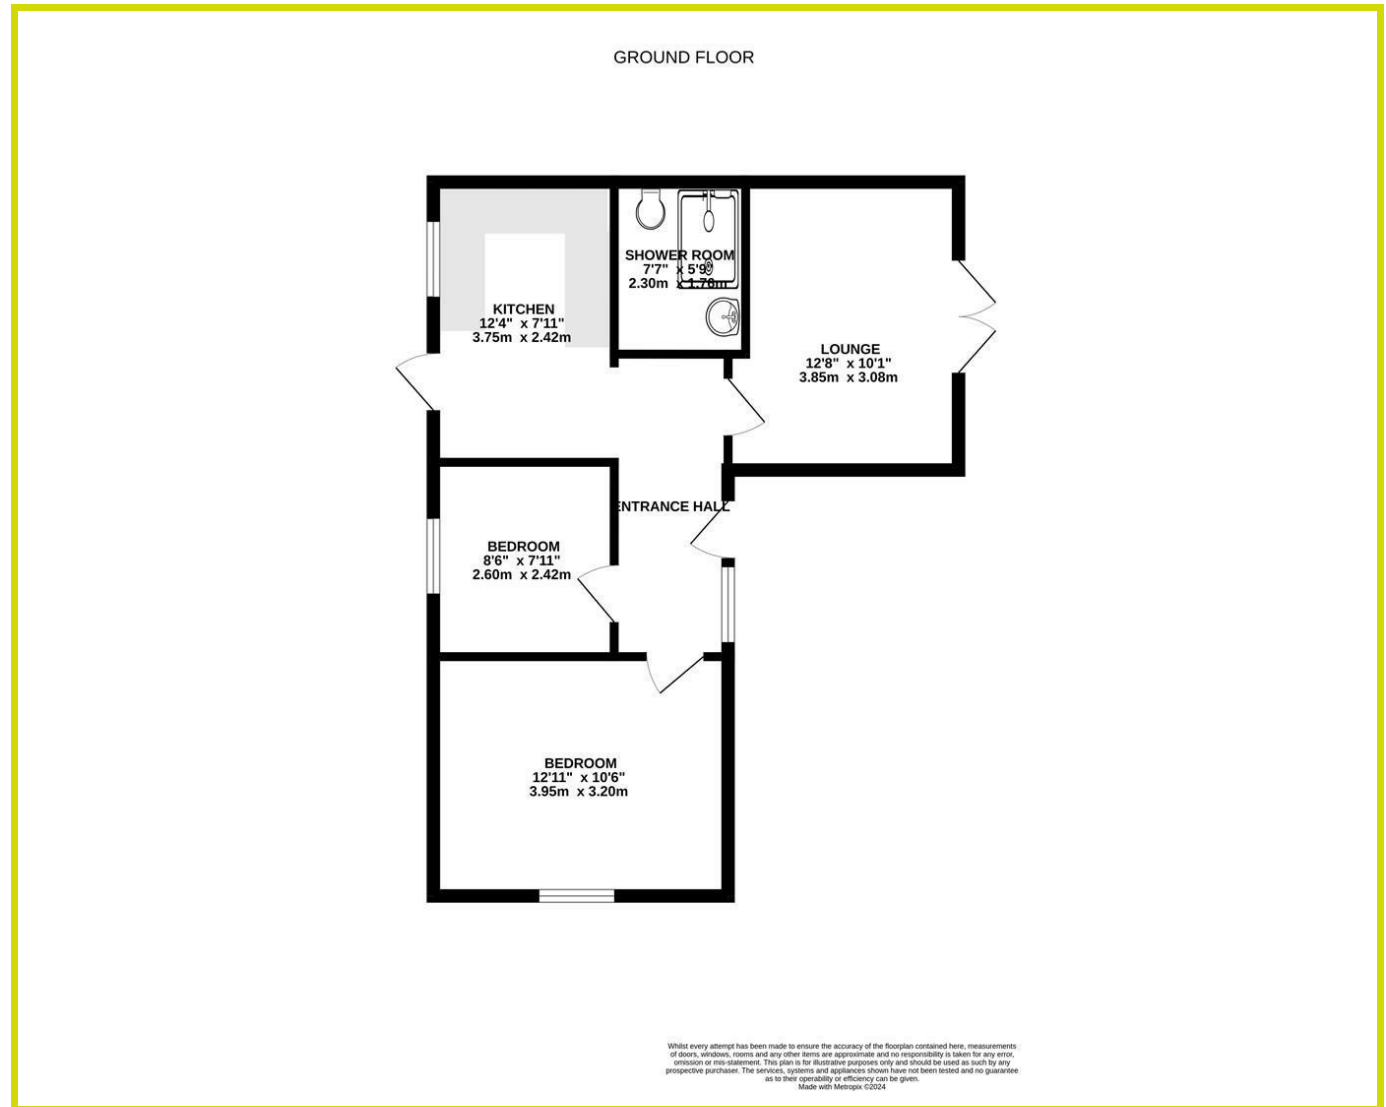 GROUND FLOOR
SHOWER ROOM
7'7" x 5'9"
2.30m x 1.76m
KITCHEN
12'4" x 7'11"
3.75m x 2.42m
LOUNGE
12'8" x 10'1"
3.85m x 3.08m
ENTRANCE HALL
BEDROOM
8'6" x 7'11"
2.60m x 2.42m
BEDROOM
12'11" x 10'6"
3.95m x 3.20m
Whilst every attempt has been made to ensure the accuracy of the floorplan contained here, measurements
of doors, windows, rooms and any other items are approximate and no responsibility is taken for any error,
omission or mis-statement. This plan is for illustrative purposes only and should be used as such by any
prospective purchaser. The services, systems and appliances shown have not been tested and no guarantee
as to their operability or efficiency can be given.
Made with Metropix ©2024